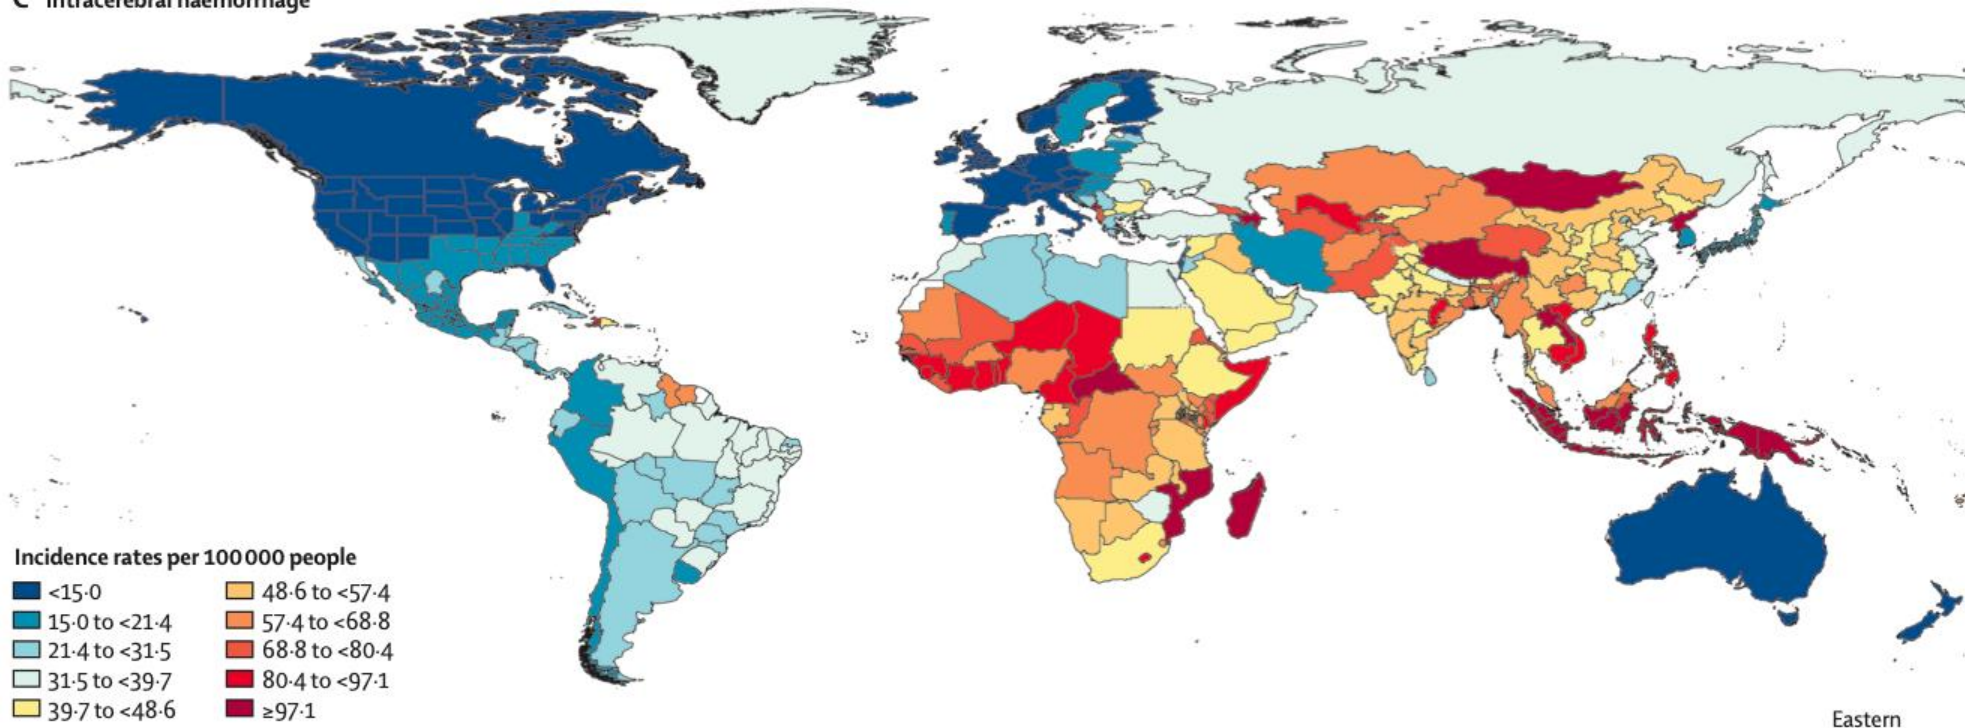 C Intracerebral haemorrhage
Incidence rates per 100 000 people
<15·0
15·0 to <21·4
21·4 to <31·5
31·5 to <39·7
39·7 to <48·6
48·6 to <57·4
57·4 to <68·8
68·8 to <80·4
80·4 to <97·1
≥97·1
Eastern